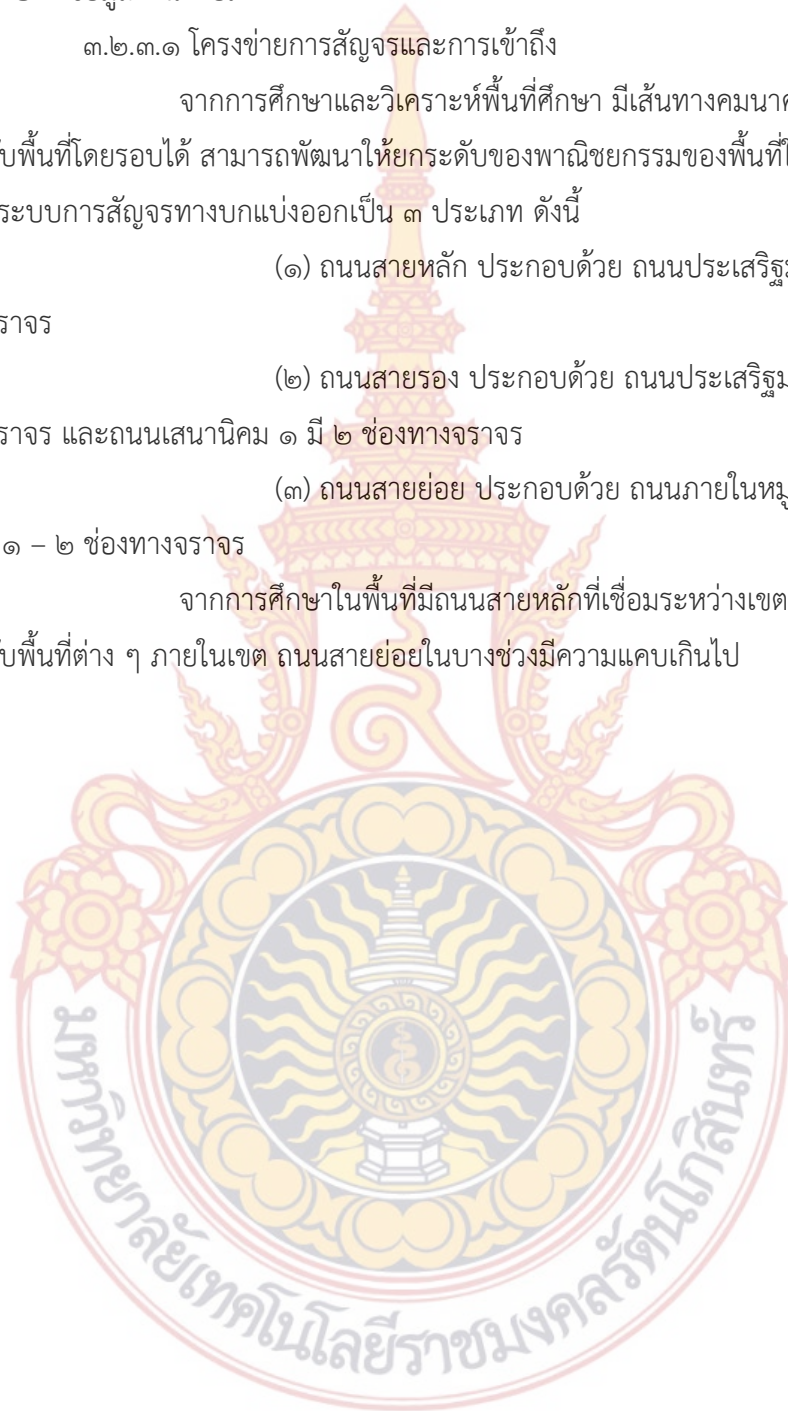 ๓.๒.๓.๑ โครงข่ายการสัญจรและการเข้าถึง
จากการศึกษาและวิเคราะห์พื้นที่ศึกษา มีเส้นทางคมนาค
ับพื้นที่โดยรอบได้ สามารถพัฒนาให้ยกระดับของพาณิชยกรรมของพื้นที่ใ
ระบบการสัญจรทางบกแบ่งออกเป็น ๓ ประเภท ดังนี้
(๑) ถนนสายหลัก ประกอบด้วย ถนนประเสริฐม
ราจร
(๒) ถนนสายรอง ประกอบด้วย ถนนประเสริฐม
ราจร และถนนเสนานิคม ๑ มี ๒ ช่องทางจราจร
(๓) ถนนสายย่อย ประกอบด้วย ถนนภายในหมู
๑ – ๒ ช่องทางจราจร
จากการศึกษาในพื้นที่มีถนนสายหลักที่เชื่อมระหว่างเขต
ับพื้นที่ต่าง ๆ ภายในเขต ถนนสายย่อยในบางช่วงมีความแคบเกินไป
มหาวิทยาลัยเทคโนโลยีราชมงคลรัตนโกสินทร์